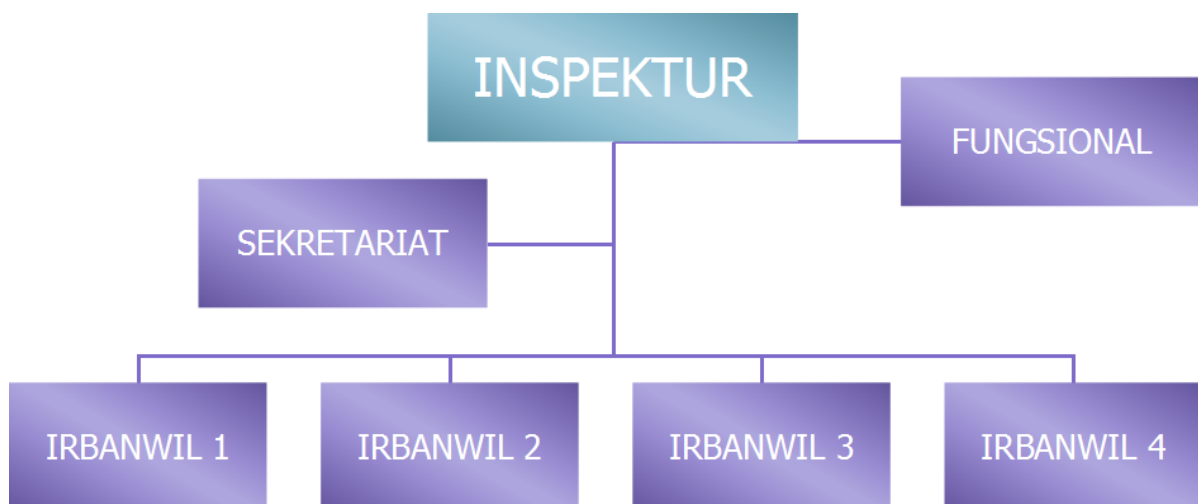 INSPEKTUR
FUNGSIONAL
SEKRETARIAT
IRBANWIL 1
IRBANWIL 2
IRBANWIL 3
IRBANWIL 4